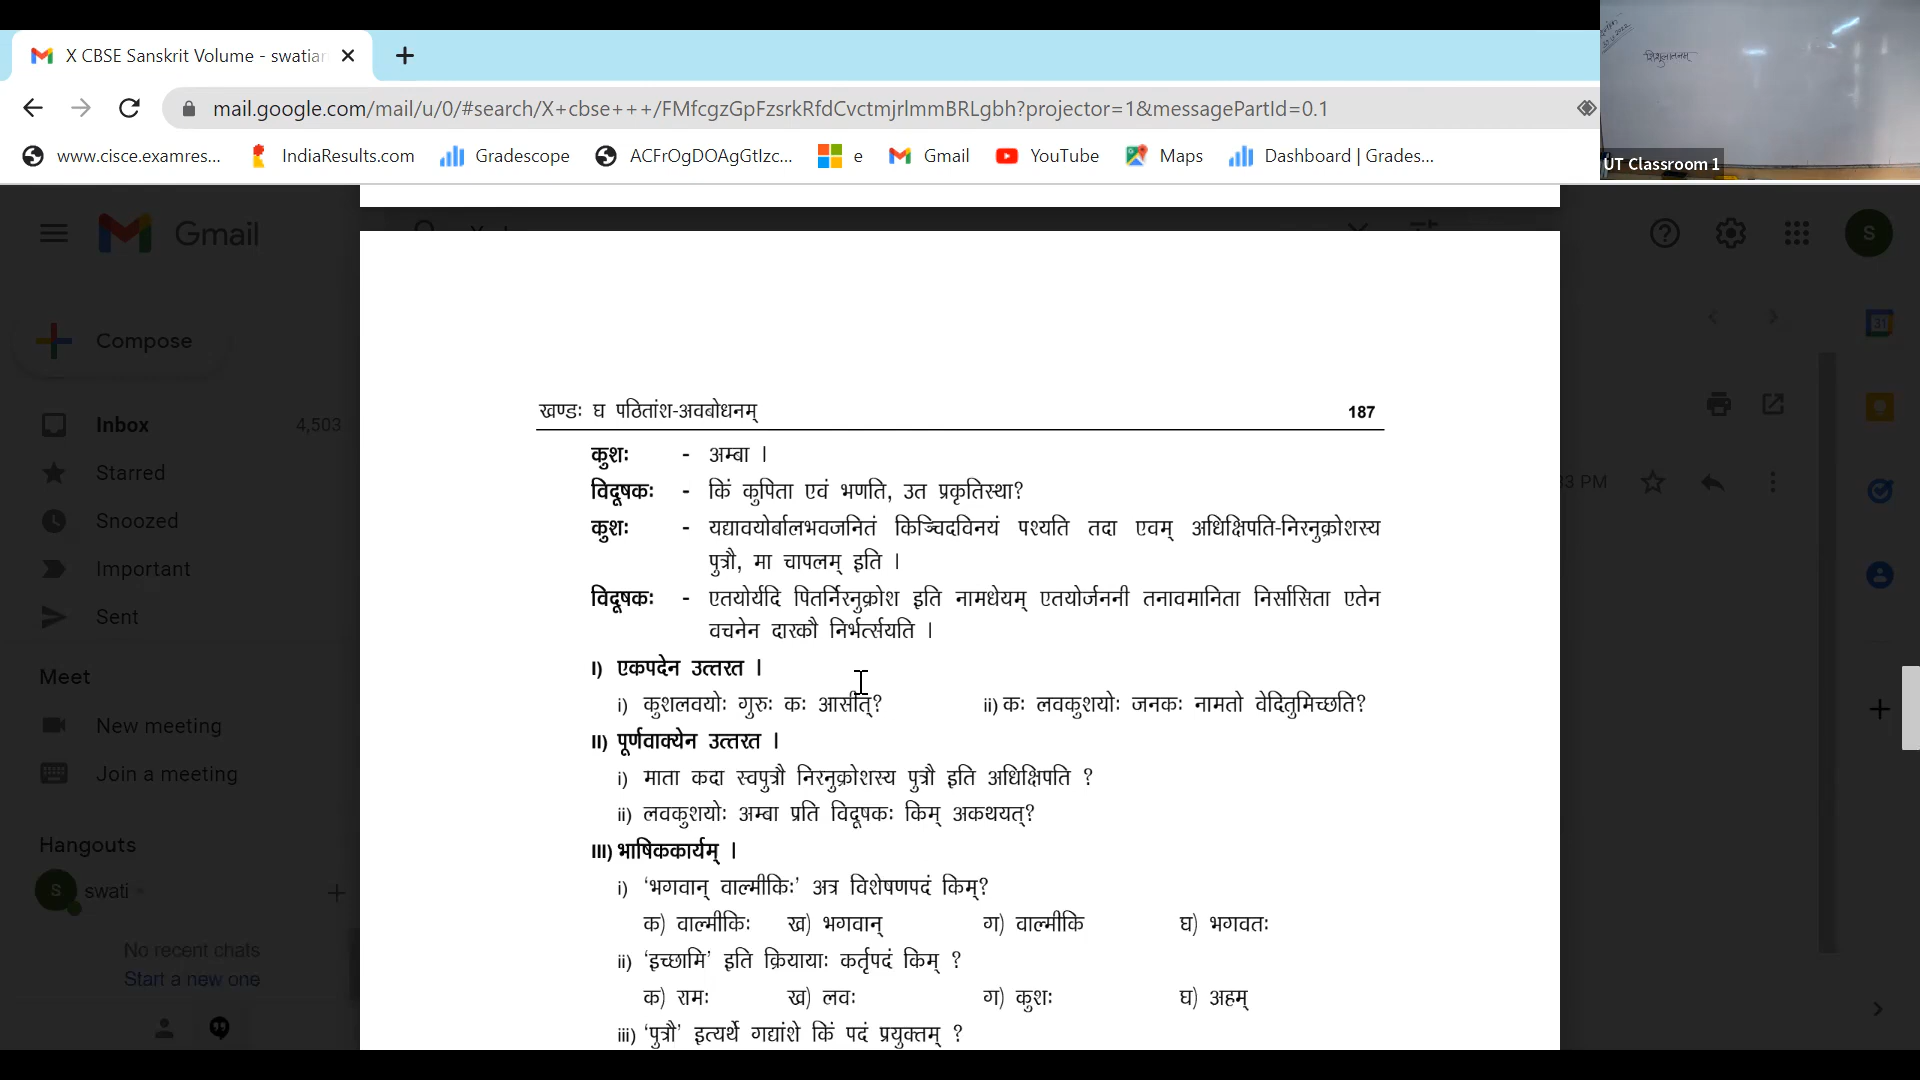 X CBSE Sanskrit Volume - swatiar
mail.google.com/mail/u/0/#search/X+cbse+++/FMfcgzGpFzsrkRfdCvctmjrlmmBRLgbh?projector=1&messagePartId=0.1
www.cisce.examres... IndiaResults.com Gradescope ACFrOgDOAgGtIzc... e Gmail YouTube Maps Dashboard | Grades...
UT Classroom 1
Gmail
S
Compose
31
Inbox 4,503
Starred
Snoozed
Important
Sent
33 PM
Meet
New meeting
Join a meeting
Hangouts
S swati
No recent chats
Start a new one
खण्डः घ पठितांश-अवबोधनम् 187
कुशः - अम्बा ।
विदूषकः - किं कुपिता एवं भणति, उत प्रकृतिस्था?
कुशः - यद्यावयोर्बालभवजनितं किञ्चिदविनयं पश्यति तदा एवम् अधिक्षिपति-निरनुक्रोशस्य
पुत्रौ, मा चापलम् इति ।
विदूषकः - एतयोर्यदि पितर्निरनुक्रोश इति नामधेयम् एतयोर्जननी तनावमानिता निर्सासिता एतेन
वचनेन दारकौ निर्भर्त्सयति ।
I) एकपदेन उत्तरत ।
i) कुशलवयोः गुरुः कः आसीत्? ii) कः लवकुशयोः जनकः नामतो वेदितुमिच्छति?
II) पूर्णवाक्येन उत्तरत ।
i) माता कदा स्वपुत्रौ निरनुक्रोशस्य पुत्रौ इति अधिक्षिपति ?
ii) लवकुशयोः अम्बा प्रति विदूषकः किम् अकथयत्?
III) भाषिककार्यम् ।
i) ‘भगवान् वाल्मीकिः’ अत्र विशेषणपदं किम्?
क) वाल्मीकिः ख) भगवान् ग) वाल्मीकि घ) भगवतः
ii) ‘इच्छामि’ इति क्रियायाः कर्तृपदं किम् ?
क) रामः ख) लवः ग) कुशः घ) अहम्
iii) ‘पुत्रौ’ इत्यर्थे गद्यांशे किं पदं प्रयुक्तम् ?